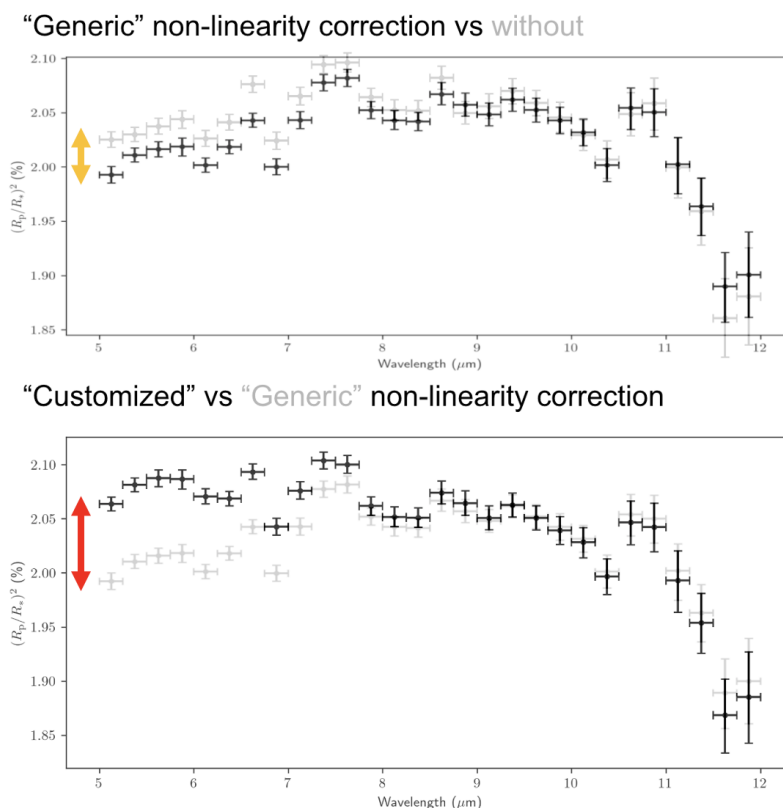 “Generic” non-linearity correction vs without
2.10
2.05
2.00
1.95
1.90
1.85
(Rp/R*)² (%)
5 6 7 8 9 10 11 12
Wavelength (μm)
“Customized” vs “Generic” non-linearity correction
2.10
2.05
2.00
1.95
1.90
1.85
(Rp/R*)² (%)
5 6 7 8 9 10 11 12
Wavelength (μm)